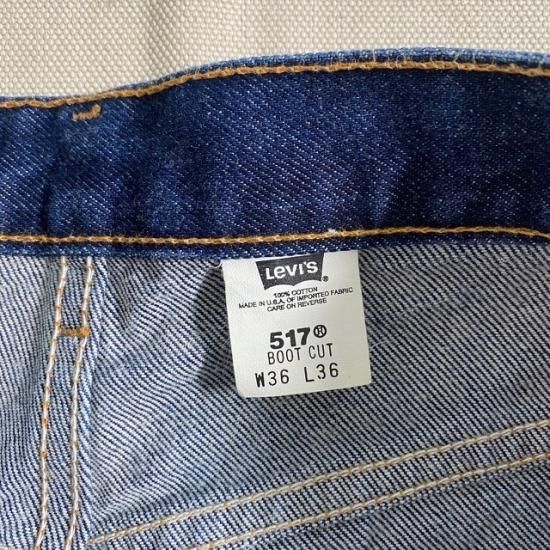 Levi's ®
100% COTTON
MADE IN U.S.A. OF IMPORTED FABRIC
CARE ON REVERSE
517®
BOOT CUT
W36 L36